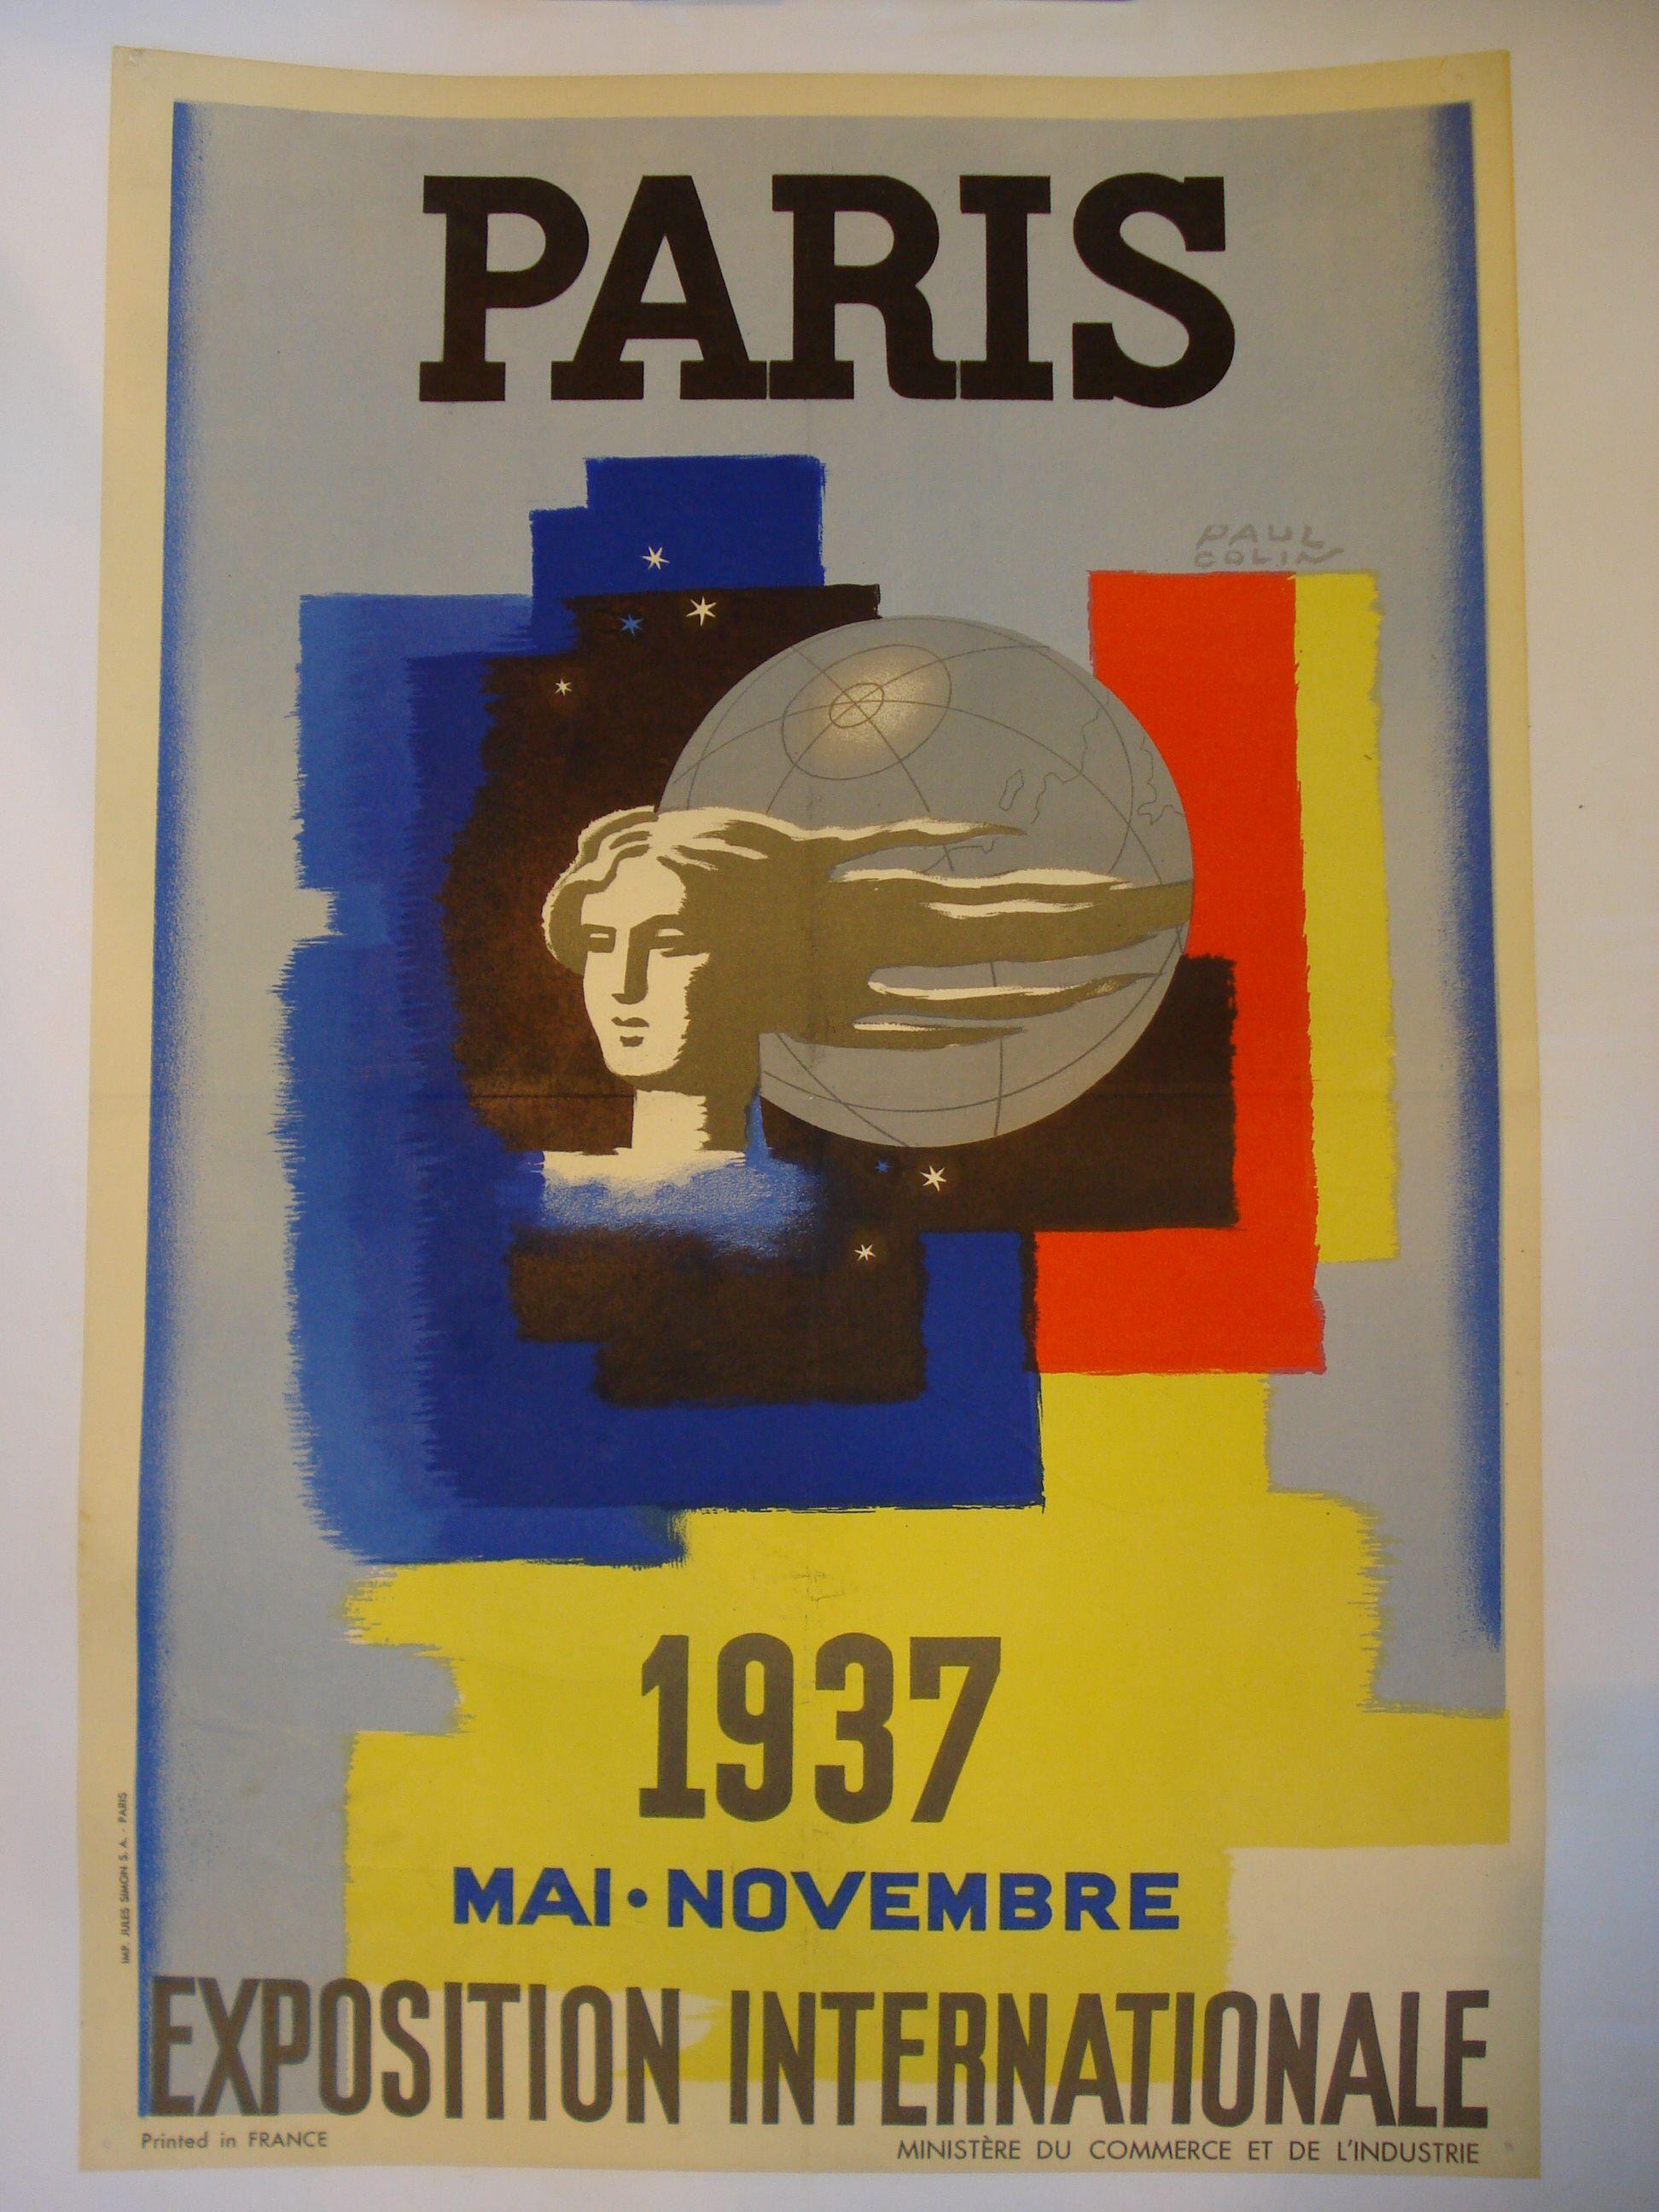 PARIS
PAUL
COLIN
1937
MAI•NOVEMBRE
EXPOSITION INTERNATIONALE
IMP. JULES SIMON S. A. - PARIS
Printed in FRANCE
MINISTÈRE DU COMMERCE ET DE L'INDUSTRIE